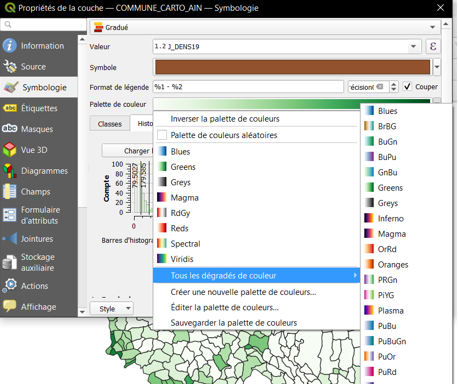 Propriétés de la couche — COMMUNE_CARTO_AIN — Symbologie
Information
Source
Symbologie
Étiquettes
abc Masques
Vue 3D
Diagrammes
Champs
Formulaire
d'attributs
Jointures
Stockage
auxiliaire
Actions
Affichage
Gradué
Valeur 1.2 J_DENS19 ε
Symbole
Format de légende %1 - %2 Couper
Palette de couleur
Classes Histo
Charger l
Compte
100
80
60
40
20
0
79.5027
179.585
0
Barres d'histogra
Style
Inverser la palette de couleurs
Palette de couleurs aléatoires
Blues
Greens
Greys
Magma
RdGy
Reds
Spectral
Viridis
Tous les dégradés de couleur
Créer une nouvelle palette de couleurs...
Éditer la palette de couleurs...
Sauvegarder la palette de couleurs
Blues
BrBG
BuGn
BuPu
GnBu
Greens
Greys
Inferno
Magma
OrRd
Oranges
PRGn
PiYG
Plasma
PuBu
PuBuGn
PuOr
PuRd